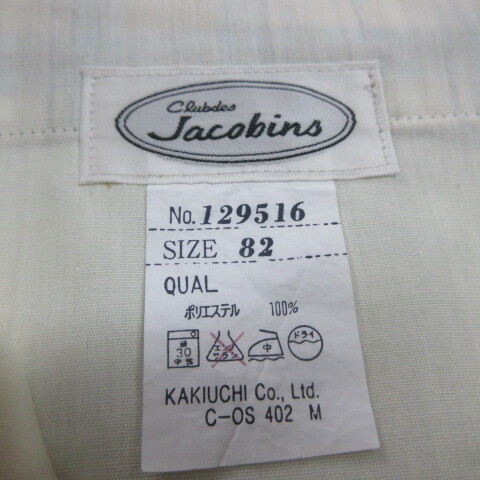 Clubdes
Jacobins
No. 129516
SIZE 82
QUAL
ポリエステル 100%
弱 30 中性 エンソ サラシ 中 ドライ
KAKIUCHI Co., Ltd.
C-OS 402 M